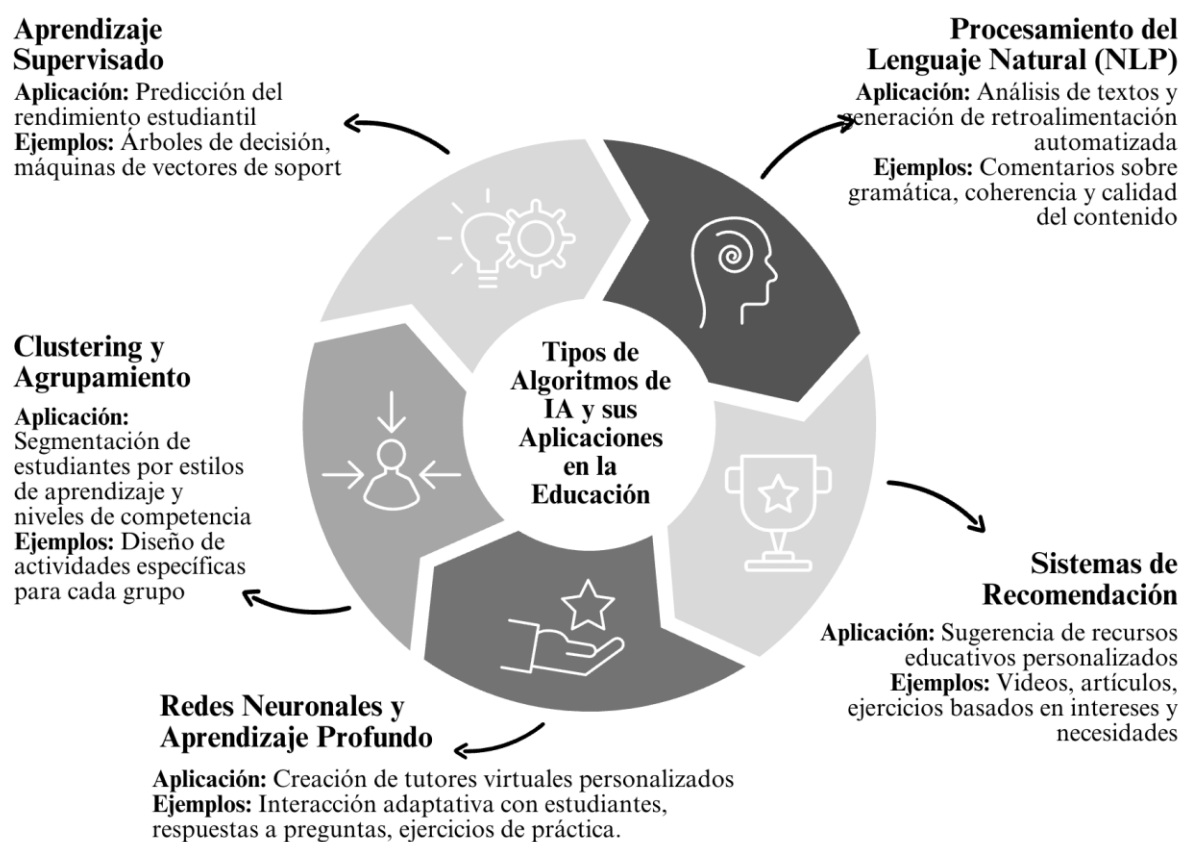 Aprendizaje
Supervisado
Aplicación: Predicción del
rendimiento estudiantil
Ejemplos: Árboles de decisión,
máquinas de vectores de soport
Procesamiento del
Lenguaje Natural (NLP)
Aplicación: Análisis de textos y
generación de retroalimentación
automatizada
Ejemplos: Comentarios sobre
gramática, coherencia y calidad
del contenido
Tipos de
Algoritmos de
IA y sus
Aplicaciones
en la
Educación
Clustering y
Agrupamiento
Aplicación:
Segmentación de
estudiantes por estilos
de aprendizaje y
niveles de competencia
Ejemplos: Diseño de
actividades específicas
para cada grupo
Sistemas de
Recomendación
Aplicación: Sugerencia de recursos
educativos personalizados
Ejemplos: Videos, artículos,
ejercicios basados en intereses y
necesidades
Redes Neuronales y
Aprendizaje Profundo
Aplicación: Creación de tutores virtuales personalizados
Ejemplos: Interacción adaptativa con estudiantes,
respuestas a preguntas, ejercicios de práctica.